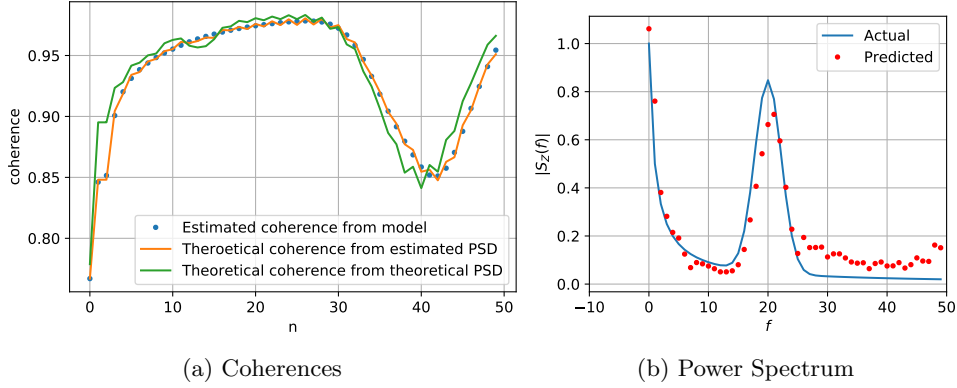 0.95
0.90
0.85
0.80
coherence
0 10 20 30 40 50
n
Estimated coherence from model
Theroetical coherence from estimated PSD
Theoretical coherence from theoretical PSD
(a) Coherences
1.0
0.8
0.6
0.4
0.2
0.0
|S_Z(f)|
−10 0 10 20 30 40 50
f
Actual
Predicted
(b) Power Spectrum